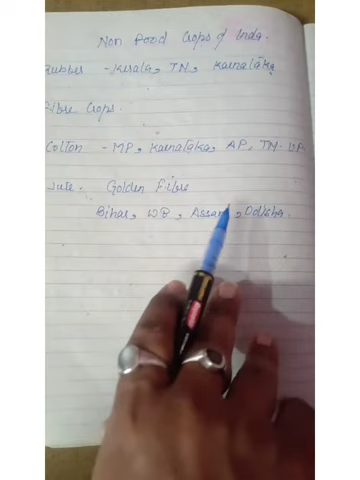 Non Food Crops of India.
Rubber - Kerala, TN, Karnataka
Fibre Crops.
Cotton - MP, Karnataka, AP, TN. UP
Jute. Golden Fibre
Bihar, WB, Assam, Odisha.